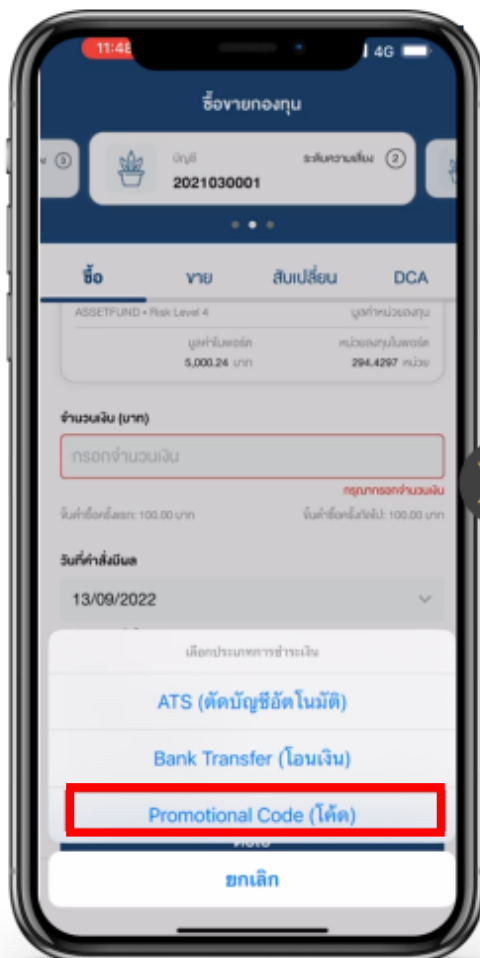 11:48
4G
ซื้อขายกองทุน
3
บัญชี
ระดับความเสี่ยง 2
2021030001
ซื้อ ขาย สับเปลี่ยน DCA
ASSETFUND • Risk Level 4 มูลค่าหน่วยลงทุน
มูลค่าในพอร์ต หน่วยลงทุนในพอร์ต
5,000.24 บาท 294.4297 หน่วย
จำนวนเงิน (บาท)
กรอกจำนวนเงิน
กรุณากรอกจำนวนเงิน
ขั้นต่ำซื้อครั้งแรก: 100.00 บาท ขั้นต่ำซื้อครั้งถัดไป: 100.00 บาท
วันที่คำสั่งมีผล
13/09/2022
เลือกประเภทการชำระเงิน
ATS (ตัดบัญชีอัตโนมัติ)
Bank Transfer (โอนเงิน)
Promotional Code (โค้ด)
ยกเลิก